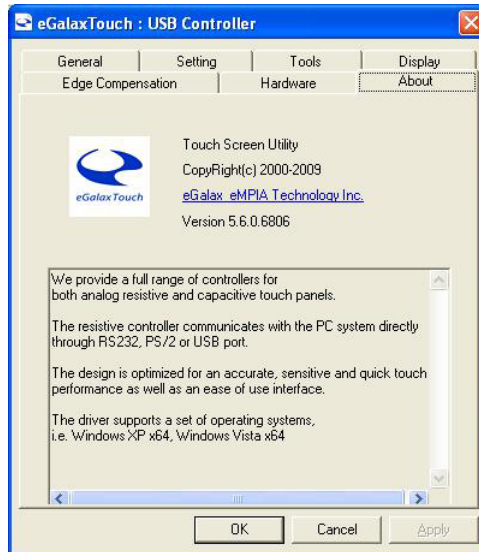 eGalaxTouch : USB Controller
General Setting Tools Display
Edge Compensation Hardware About
eGalaxTouch
Touch Screen Utility
CopyRight(c) 2000-2009
eGalax_eMPIA Technology Inc.
Version 5.6.0.6806
We provide a full range of controllers for
both analog resistive and capacitive touch panels.
The resistive controller communicates with the PC system directly
through RS232, PS/2 or USB port.
The design is optimized for an accurate, sensitive and quick touch
performance as well as an ease of use interface.
The driver supports a set of operating systems,
i.e. Windows XP x64, Windows Vista x64
OK Cancel Apply